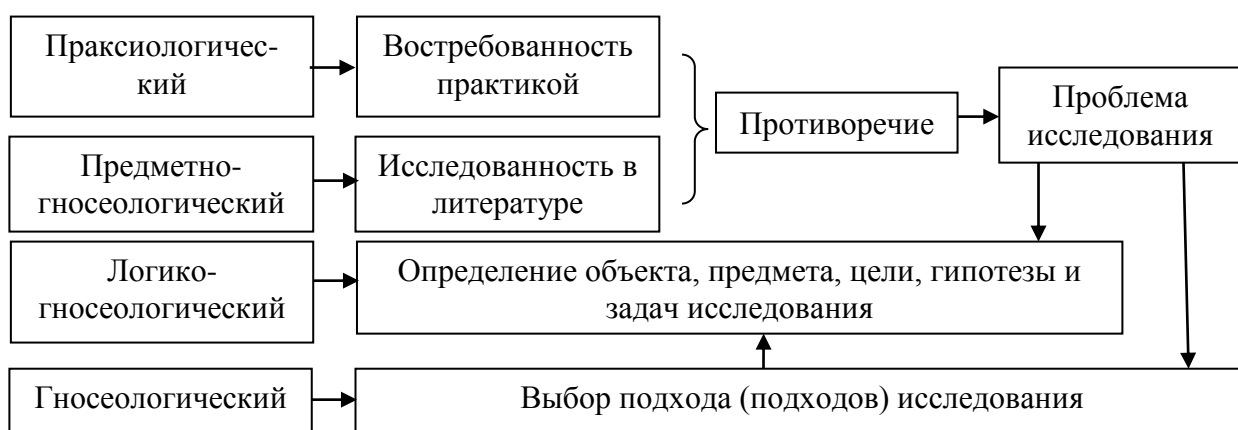 Праксиологичес-
кий
Востребованность
практикой
Противоречие
Проблема
исследования
Предметно-
гносеологический
Исследованность в
литературе
Логико-
гносеологический
Определение объекта, предмета, цели, гипотезы и
задач исследования
Гносеологический
Выбор подхода (подходов) исследования